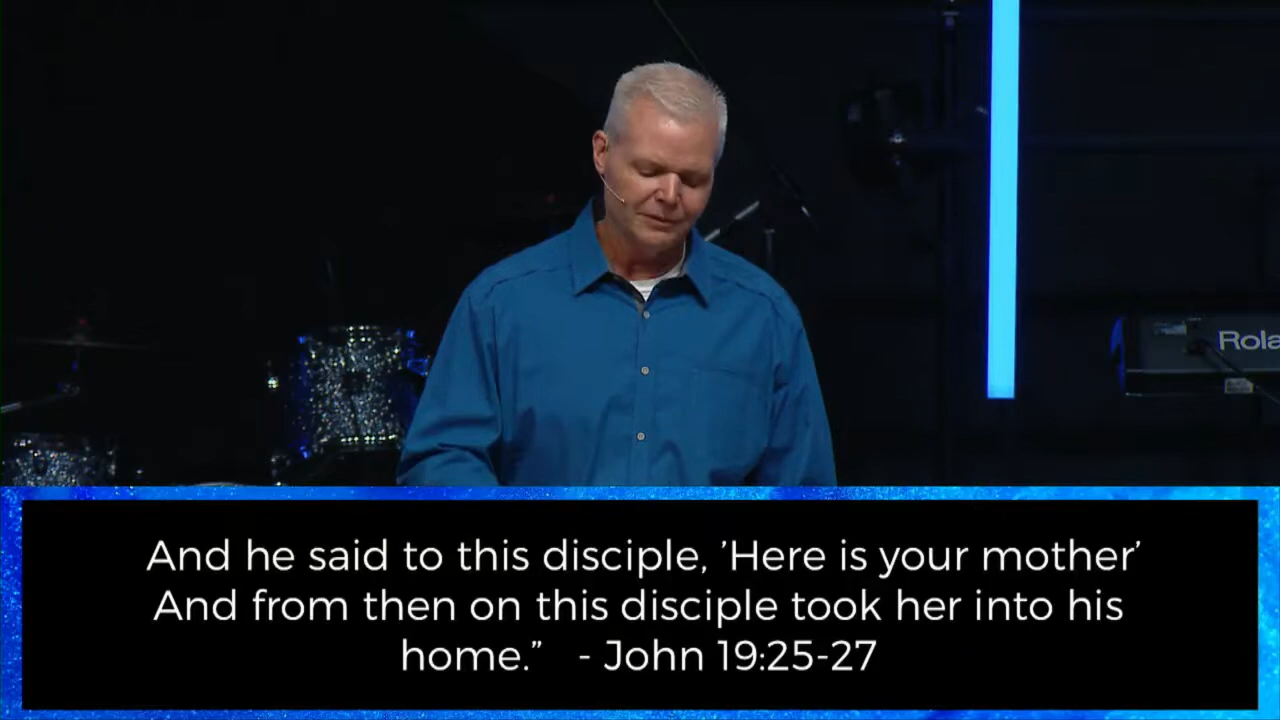 Rola
And he said to this disciple, ’Here is your mother’
And from then on this disciple took her into his
home.”   - John 19:25-27